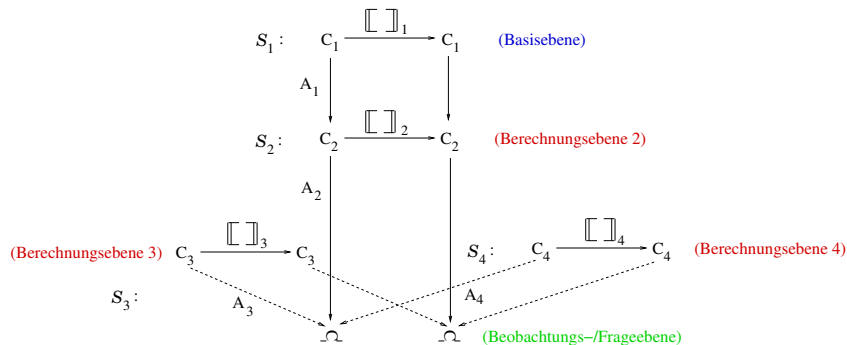 S₁ : C₁ ⟦ ⟧₁ C₁ (Basisebene)
A₁
S₂ : C₂ ⟦ ⟧₂ C₂ (Berechnungsebene 2)
A₂
(Berechnungsebene 3) C₃ ⟦ ⟧₃ C₃ S₄ : C₄ ⟦ ⟧₄ C₄ (Berechnungsebene 4)
S₃ : A₃ A₄
Ω Ω (Beobachtungs–/Frageebene)